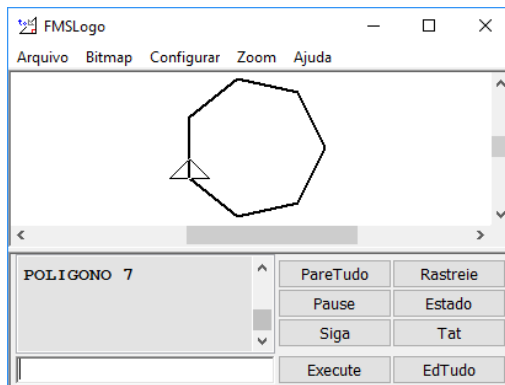 FMSLogo
Arquivo Bitmap Configurar Zoom Ajuda
POLIGONO 7
PareTudo Rastreie
Pause Estado
Siga Tat
Execute EdTudo